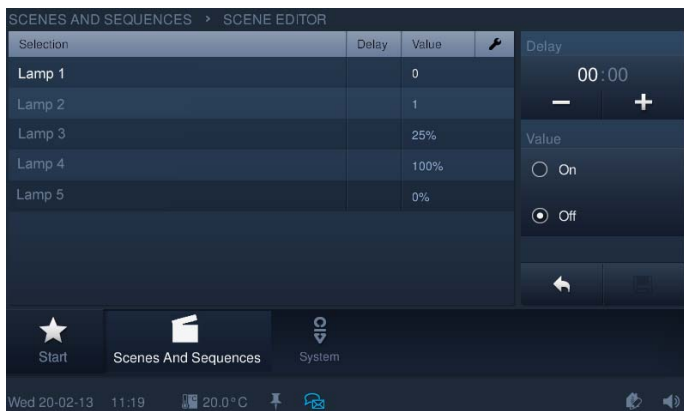 SCENES AND SEQUENCES > SCENE EDITOR
Selection Delay Value
Lamp 1 0
Lamp 2 1
Lamp 3 25%
Lamp 4 100%
Lamp 5 0%
Delay
00:00
− +
Value
On
Off
Start
Scenes And Sequences
System
Wed 20-02-13 11:19 20.0°C